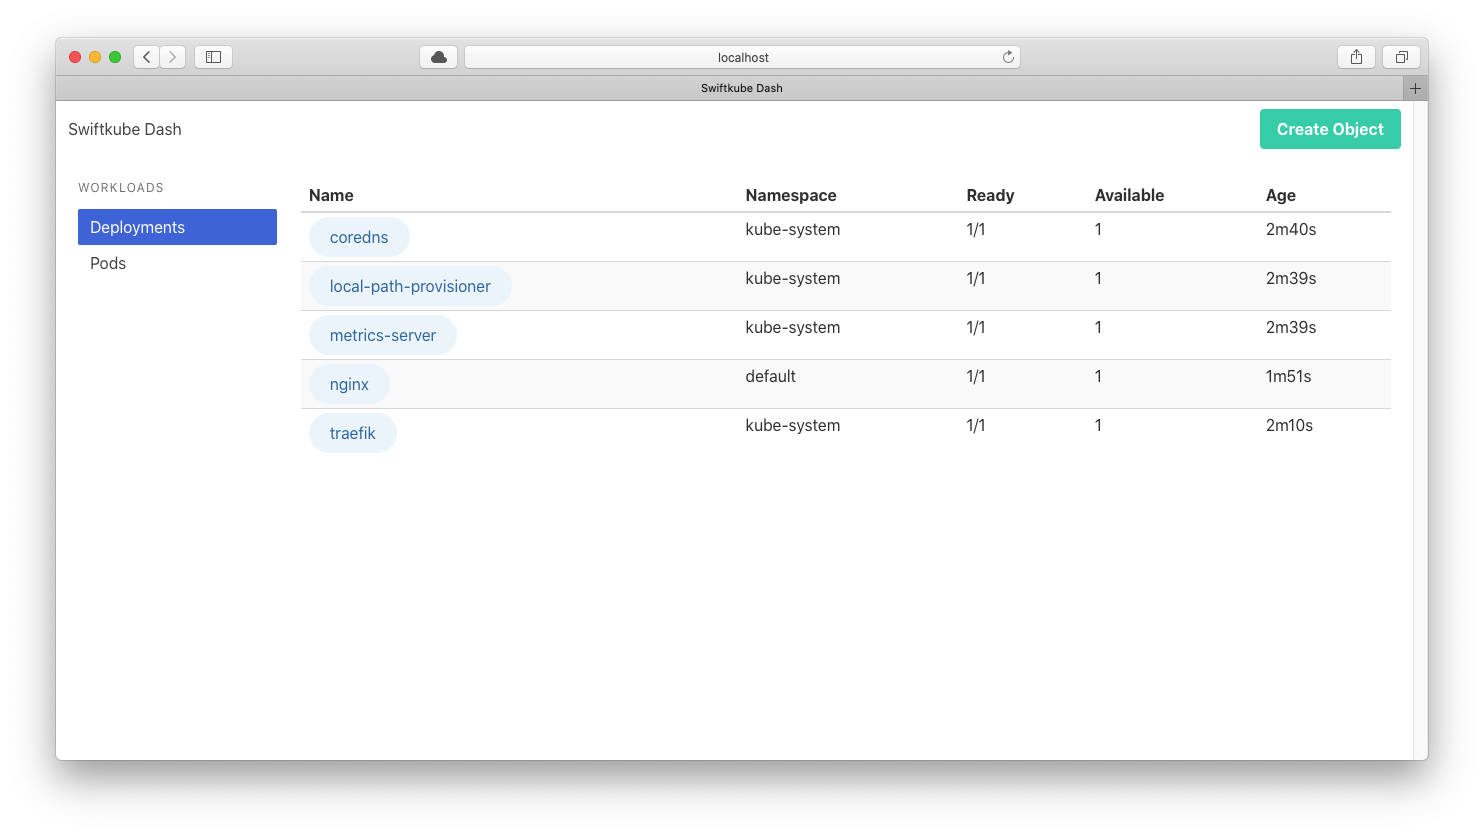 localhost
Swiftkube Dash
Swiftkube Dash
Create Object
WORKLOADS
Deployments
Pods
Name Namespace Ready Available Age
coredns kube-system 1/1 1 2m40s
local-path-provisioner kube-system 1/1 1 2m39s
metrics-server kube-system 1/1 1 2m39s
nginx default 1/1 1 1m51s
traefik kube-system 1/1 1 2m10s